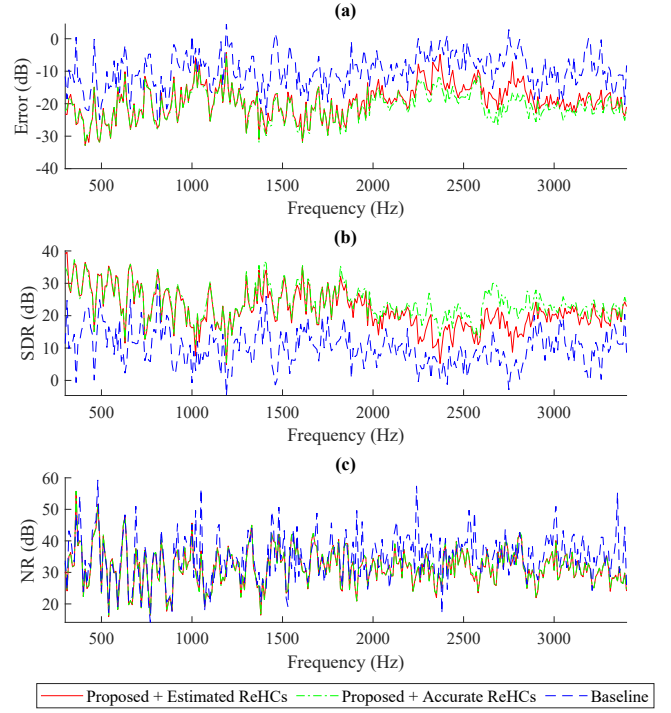 (a)
0
-10
-20
-30
-40
Error (dB)
500 1000 1500 2000 2500 3000
Frequency (Hz)
(b)
40
30
20
10
0
SDR (dB)
500 1000 1500 2000 2500 3000
Frequency (Hz)
(c)
60
50
40
30
20
NR (dB)
500 1000 1500 2000 2500 3000
Frequency (Hz)
Proposed + Estimated ReHCs Proposed + Accurate ReHCs Baseline